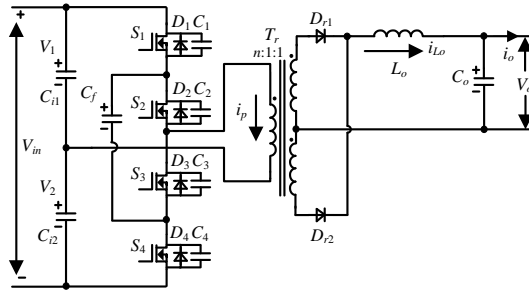 S1 D1 C1
Tr
n:1:1
Dr1
V1
Ci1
Cf
S2 D2 C2
ip
Lo
iLo
io
Co
Vo
Vin
V2
Ci2
S3 D3 C3
Dr2
S4 D4 C4